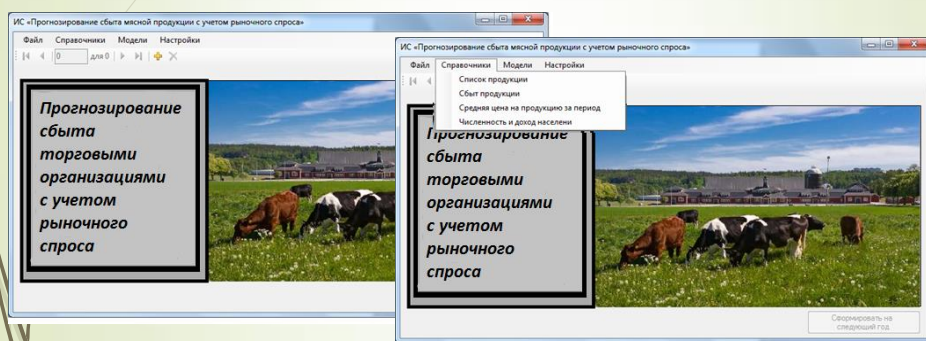 ИС «Прогнозирование сбыта мясной продукции с учетом рыночного спроса»
Файл Справочники Модели Настройки
0 для 0
Прогнозирование
сбыта
торговыми
организациями
с учетом
рыночного
спроса
ИС «Прогнозирование сбыта мясной продукции с учетом рыночного спроса»
Файл Справочники Модели Настройки
Список продукции
Сбыт продукции
Средняя цена на продукцию за период
Численность и доход населени
Прогнозирование
сбыта
торговыми
организациями
с учетом
рыночного
спроса
Сформировать на
следующий год